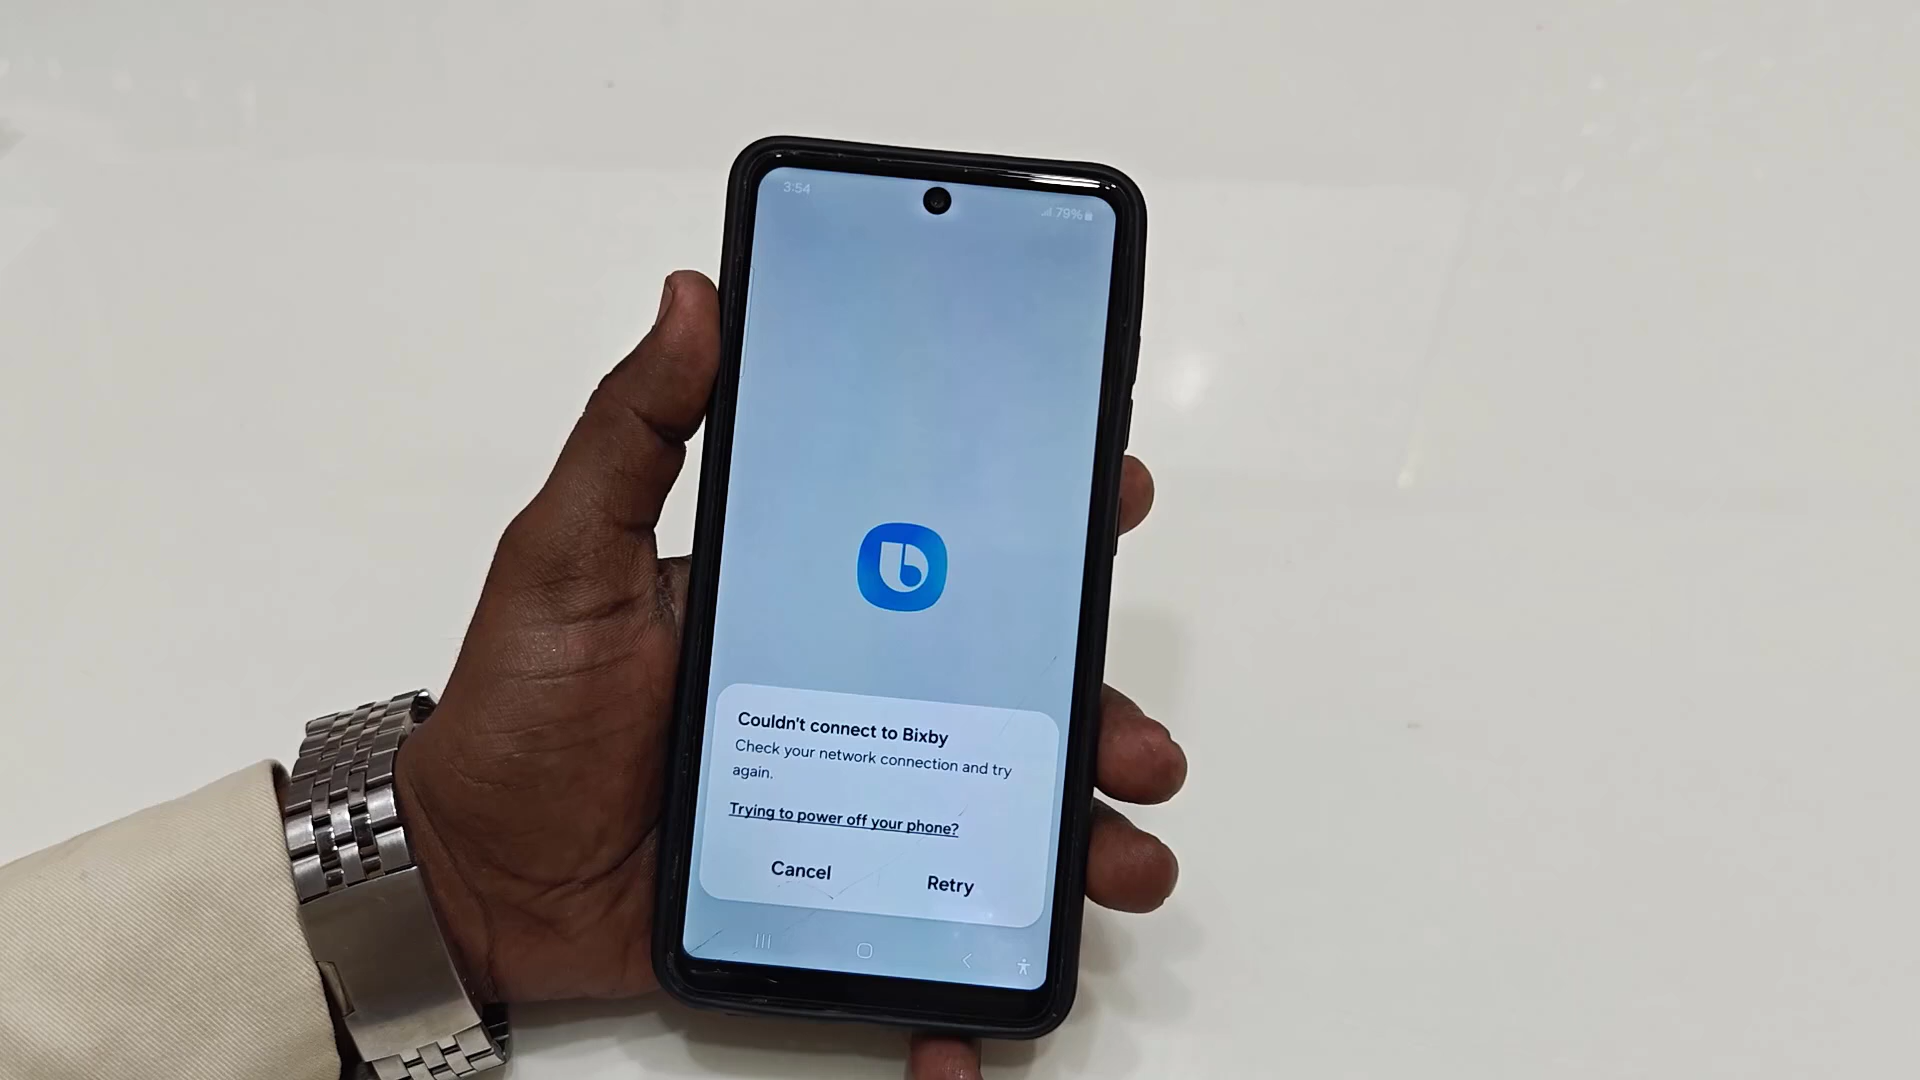 3:54
79%
Couldn't connect to Bixby
Check your network connection and try
again.
Trying to power off your phone?
Cancel
Retry